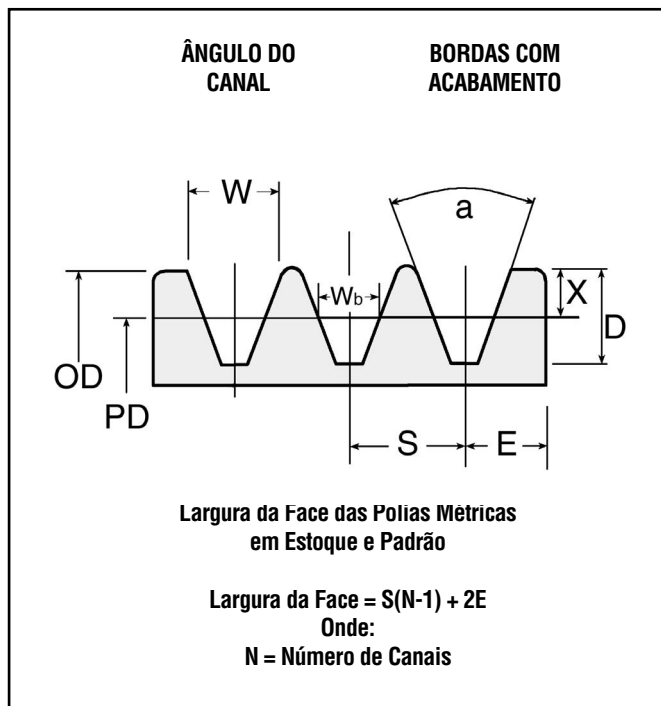 ÂNGULO DO
CANAL
BORDAS COM
ACABAMENTO
W
a
Wb
X
D
OD
PD
S
E
Largura da Face das Polias Métricas
em Estoque e Padrão
Largura da Face = S(N-1) + 2E
Onde:
N = Número de Canais